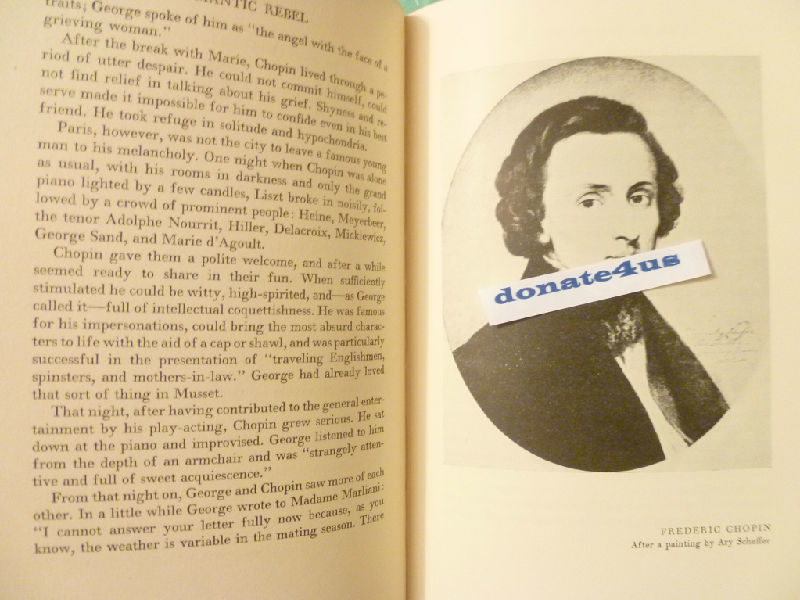 MANTIC REBEL
traits; George spoke of him as "the angel with the face of a
grieving woman."
After the break with Marie, Chopin lived through a pe-
riod of utter despair. He could not commit himself, could
not find relief in talking about his grief. Shyness and re-
serve made it impossible for him to confide even in his best
friend. He took refuge in solitude and hypochondria.
Paris, however, was not the city to leave a famous young
man to his melancholy. One night when Chopin was alone
as usual, with his rooms in darkness and only the grand
piano lighted by a few candles, Liszt broke in noisily, fol-
lowed by a crowd of prominent people: Heine, Meyerbeer,
the tenor Adolphe Nourrit, Hiller, Delacroix, Mickiewicz,
George Sand, and Marie d'Agoult.
Chopin gave them a polite welcome, and after a while
seemed ready to share in their fun. When sufficiently
stimulated he could be witty, high-spirited, and—as George
called it—full of intellectual coquettishness. He was famous
for his impersonations, could bring the most absurd charac-
ters to life with the aid of a cap or shawl, and was particularly
successful in the presentation of "traveling Englishmen,
spinsters, and mothers-in-law." George had already loved
that sort of thing in Musset.
That night, after having contributed to the general enter-
tainment by his play-acting, Chopin grew serious. He sat
down at the piano and improvised. George listened to him
from the depth of an armchair and was "strangely atten-
tive and full of sweet acquiescence."
From that night on, George and Chopin saw more of each
other. In a little while George wrote to Madame Marliani:
"I cannot answer your letter fully now because, as you
know, the weather is variable in the mating season. There
donate4us
FREDERIC CHOPIN
After a painting by Ary Scheffer